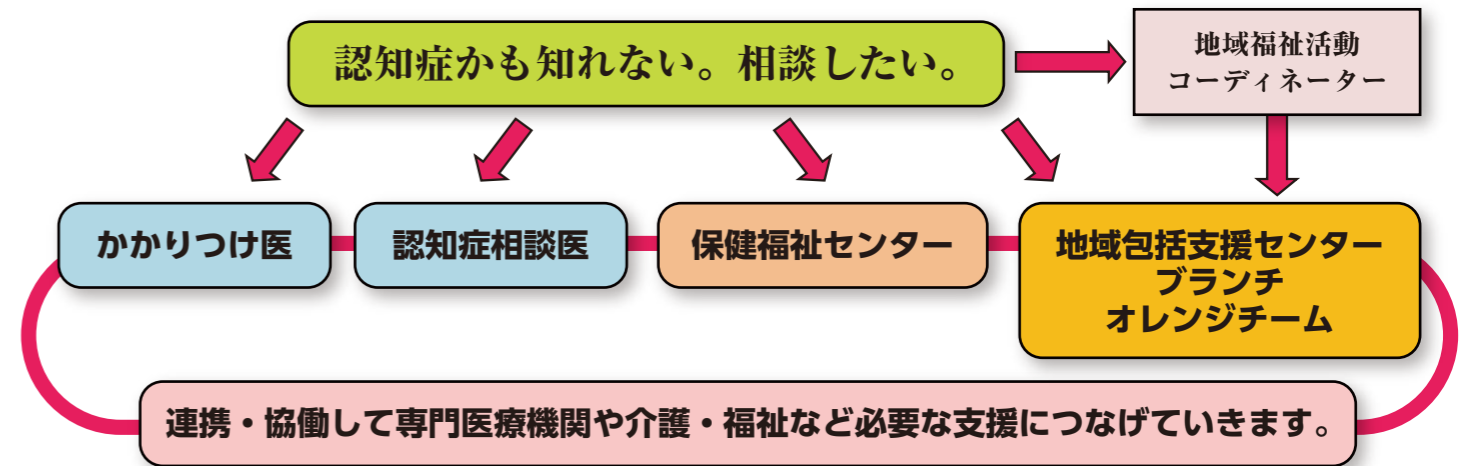 認知症かも知れない。相談したい。
地域福祉活動
コーディネーター
かかりつけ医
認知症相談医
保健福祉センター
地域包括支援センター
ブランチ
オレンジチーム
連携・協働して専門医療機関や介護・福祉など必要な支援につなげていきます。